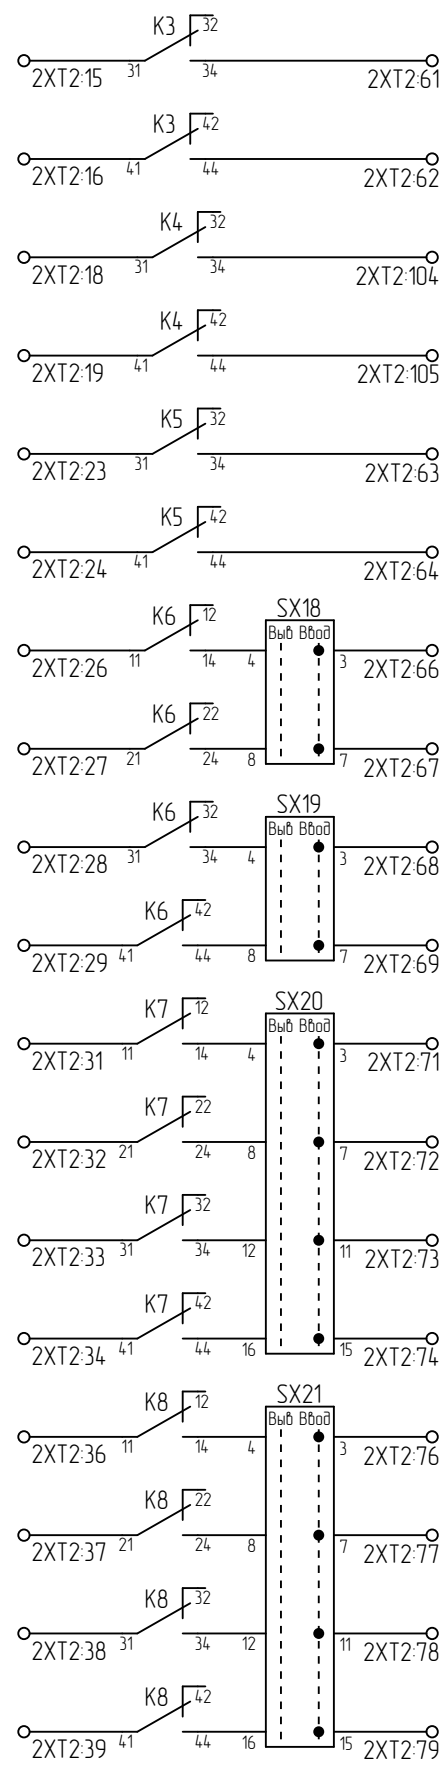 K3 32
2XT2:15 31 34 2XT2:61
K3 42
2XT2:16 41 44 2XT2:62
K4 32
2XT2:18 31 34 2XT2:104
K4 42
2XT2:19 41 44 2XT2:105
K5 32
2XT2:23 31 34 2XT2:63
K5 42
2XT2:24 41 44 2XT2:64
SX18
K6 12 Выв Ввод
2XT2:26 11 14 4 3 2XT2:66
K6 22
2XT2:27 21 24 8 7 2XT2:67
SX19
K6 32 Выв Ввод
2XT2:28 31 34 4 3 2XT2:68
K6 42
2XT2:29 41 44 8 7 2XT2:69
SX20
K7 12 Выв Ввод
2XT2:31 11 14 4 3 2XT2:71
K7 22
2XT2:32 21 24 8 7 2XT2:72
K7 32
2XT2:33 31 34 12 11 2XT2:73
K7 42
2XT2:34 41 44 16 15 2XT2:74
SX21
K8 12 Выв Ввод
2XT2:36 11 14 4 3 2XT2:76
K8 22
2XT2:37 21 24 8 7 2XT2:77
K8 32
2XT2:38 31 34 12 11 2XT2:78
K8 42
2XT2:39 41 44 16 15 2XT2:79